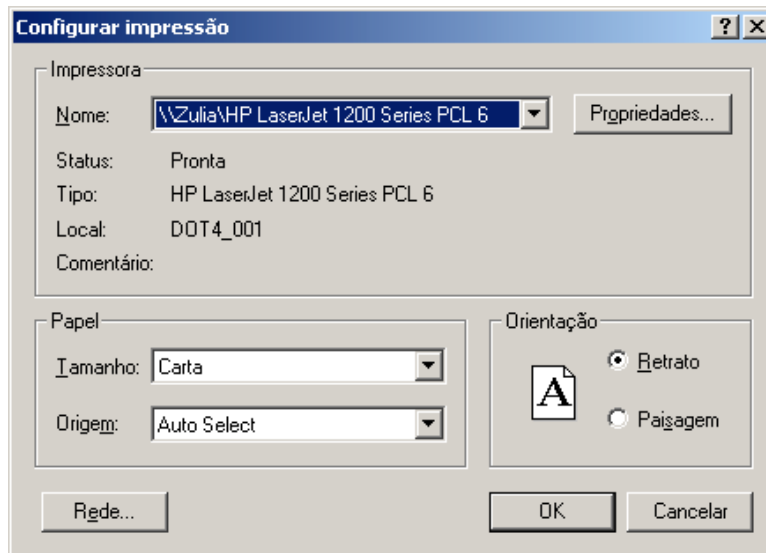 Configurar impressão
Impressora
Nome: \\Zulia\HP LaserJet 1200 Series PCL 6 Propriedades...
Status: Pronta
Tipo: HP LaserJet 1200 Series PCL 6
Local: DOT4_001
Comentário:
Papel
Tamanho: Carta
Origem: Auto Select
Orientação
A
Retrato
Paisagem
Rede... OK Cancelar